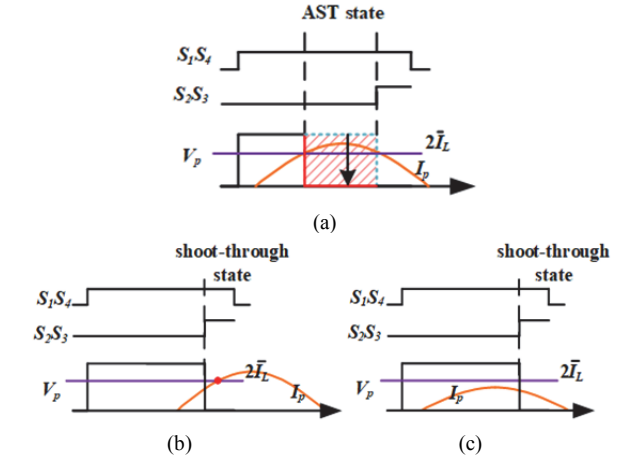 AST state
S1S4
S2S3
Vp
2ĪL
Ip
(a)
shoot-through
state
S1S4
S2S3
Vp
2ĪL
Ip
(b)
shoot-through
state
S1S4
S2S3
Vp
2ĪL
Ip
(c)